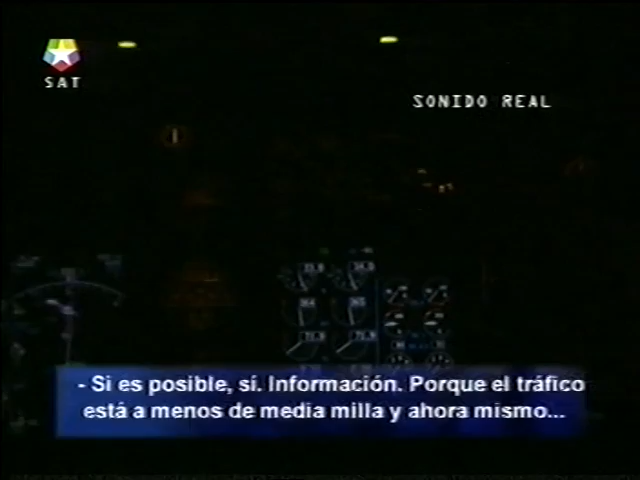 SAT
SONIDO REAL
- Si es posible, sí. Información. Porque el tráfico
está a menos de media milla y ahora mismo...